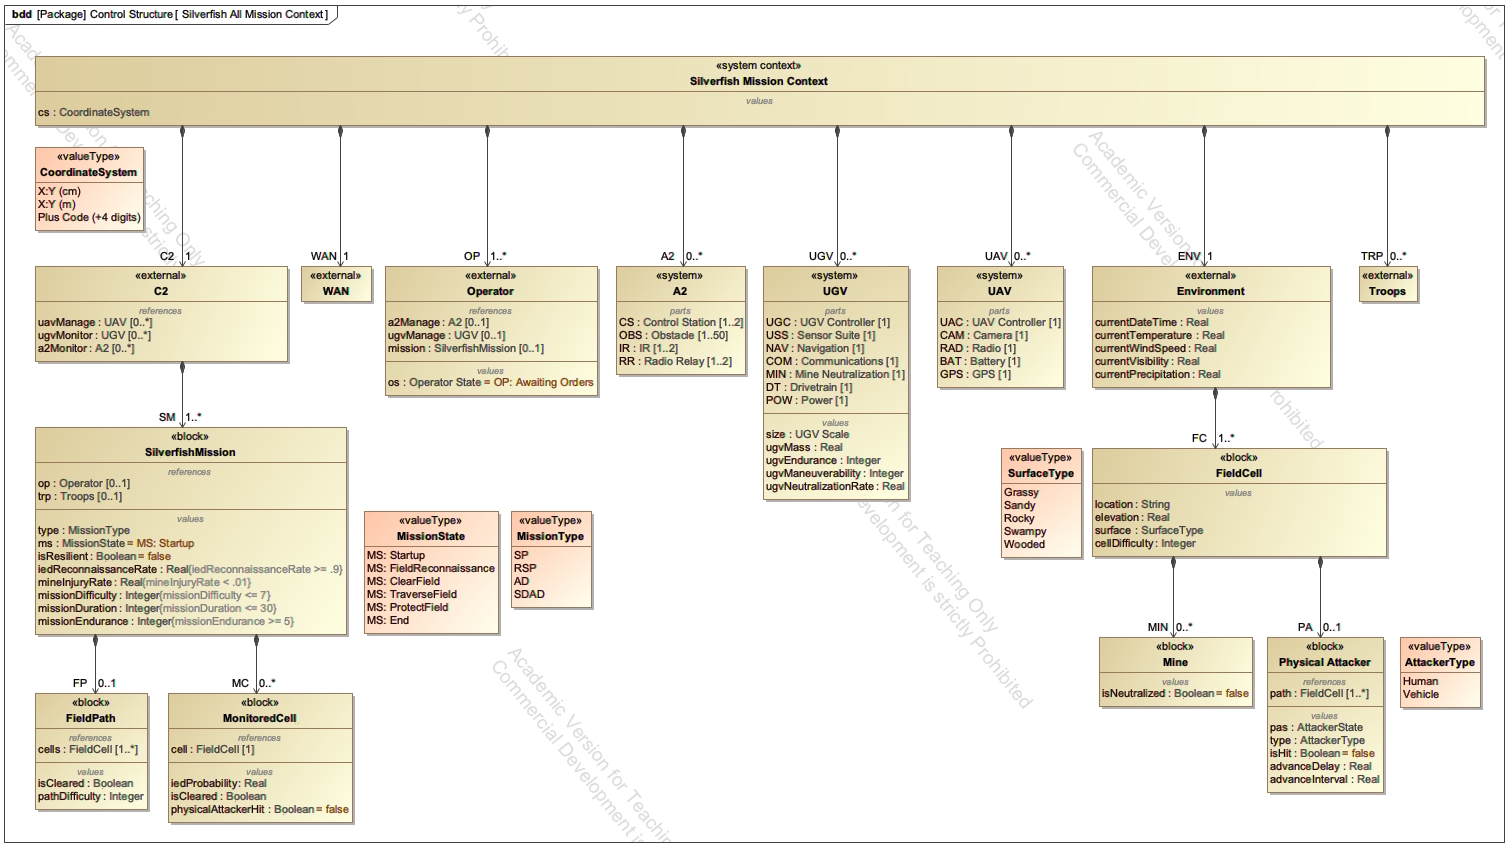 bdd [Package] Control Structure [ Silverfish All Mission Context ]
«system context»
Silverfish Mission Context
values
cs : CoordinateSystem
«valueType»
CoordinateSystem
X:Y (cm)
X:Y (m)
Plus Code (+4 digits)
C2 1
WAN 1
OP 1..*
A2 0..*
UGV 0..*
UAV 0..*
ENV 1
TRP 0..*
«external»
C2
references
uavManage : UAV [0..*]
ugvMonitor : UGV [0..*]
a2Monitor : A2 [0..*]
«external»
WAN
«external»
Operator
references
a2Manage : A2 [0..1]
ugvManage : UGV [0..1]
mission : SilverfishMission [0..1]
values
os : Operator State = OP: Awaiting Orders
«system»
A2
parts
CS : Control Station [1..2]
OBS : Obstacle [1..50]
IR : IR [1..2]
RR : Radio Relay [1..2]
«system»
UGV
parts
UGC : UGV Controller [1]
USS : Sensor Suite [1]
NAV : Navigation [1]
COM : Communications [1]
MIN : Mine Neutralization [1]
DT : Drivetrain [1]
POW : Power [1]
values
size : UGV Scale
ugvMass : Real
ugvEndurance : Integer
ugvManeuverability : Integer
ugvNeutralizationRate : Real
«system»
UAV
parts
UAC : UAV Controller [1]
CAM : Camera [1]
RAD : Radio [1]
BAT : Battery [1]
GPS : GPS [1]
«external»
Environment
values
currentDateTime : Real
currentTemperature : Real
currentWindSpeed : Real
currentVisibility : Real
currentPrecipitation : Real
«external»
Troops
SM 1..*
«block»
SilverfishMission
references
op : Operator [0..1]
trp : Troops [0..1]
values
type : MissionType
ms : MissionState = MS: Startup
isResilient : Boolean = false
iedReconnaissanceRate : Real{iedReconnaissanceRate >= .9}
mineInjuryRate : Real{mineInjuryRate < .01}
missionDifficulty : Integer{missionDifficulty <= 7}
missionDuration : Integer{missionDuration <= 30}
missionEndurance : Integer{missionEndurance >= 5}
«valueType»
MissionState
MS: Startup
MS: FieldReconnaissance
MS: ClearField
MS: TraverseField
MS: ProtectField
MS: End
«valueType»
MissionType
SP
RSP
AD
SDAD
FC 1..*
«valueType»
SurfaceType
Grassy
Sandy
Rocky
Swampy
Wooded
«block»
FieldCell
values
location : String
elevation : Real
surface : SurfaceType
cellDifficulty : Integer
FP 0..1
MC 0..*
MIN 0..*
PA 0..1
«block»
FieldPath
references
cells : FieldCell [1..*]
values
isCleared : Boolean
pathDifficulty : Integer
«block»
MonitoredCell
references
cell : FieldCell [1]
values
iedProbability: Real
isCleared : Boolean
physicalAttackerHit : Boolean = false
«block»
Mine
values
isNeutralized : Boolean = false
«block»
Physical Attacker
references
path : FieldCell [1..*]
values
pas : AttackerState
type : AttackerType
isHit : Boolean = false
advanceDelay : Real
advanceInterval : Real
«valueType»
AttackerType
Human
Vehicle
Academic Version for Teaching
Commercial Development is
Academic Version
Commercial Devel
n for Teaching Only
velopment is strictly Prohibited
rohibited